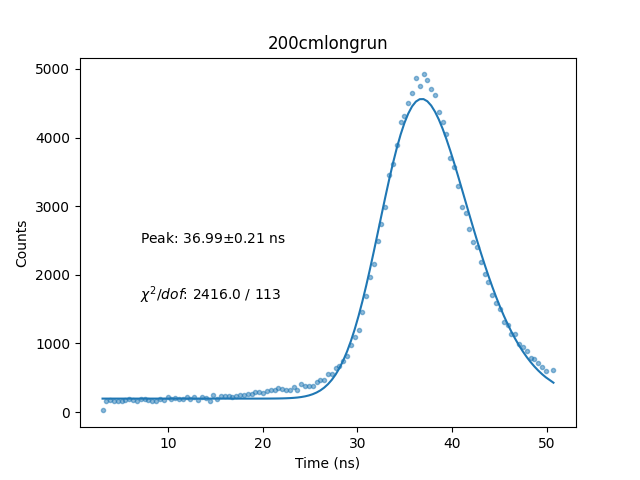 200cmlongrun
5000
4000
3000
2000
1000
0
Counts
Peak: 36.99±0.21 ns
χ²/dof: 2416.0 / 113
10 20 30 40 50
Time (ns)